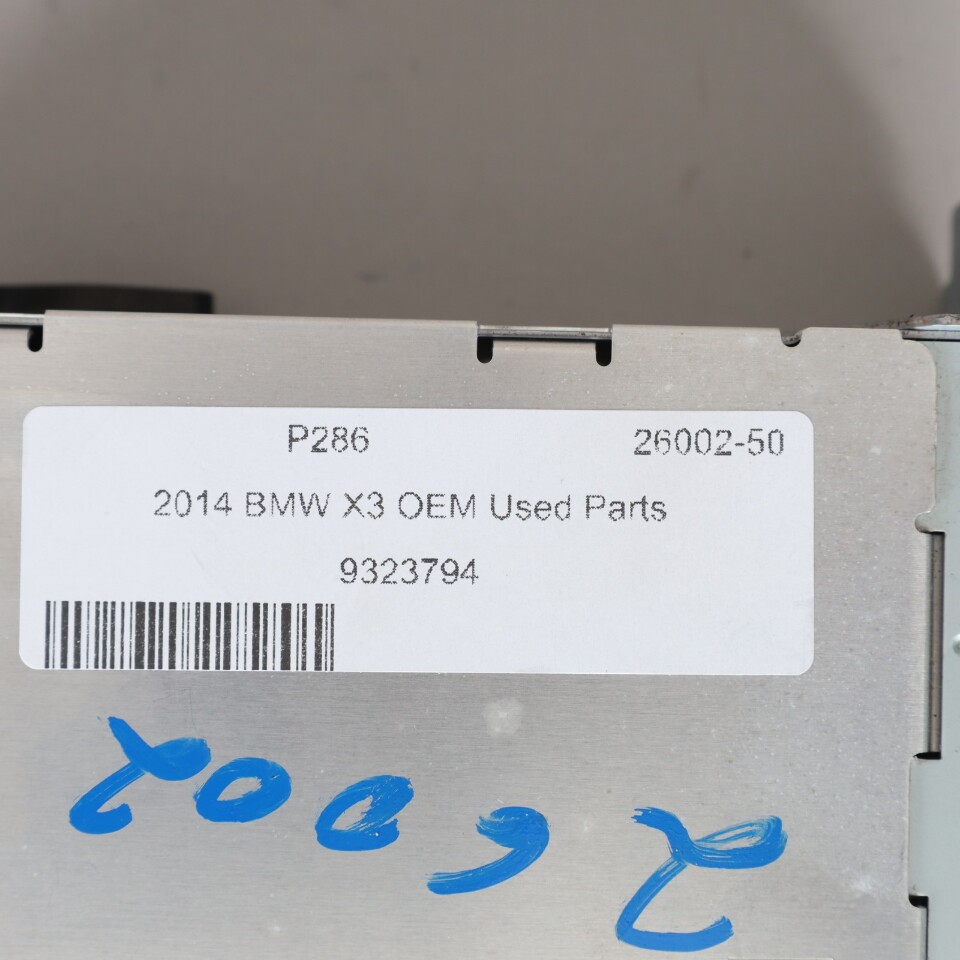 P286 26002-50
2014 BMW X3 OEM Used Parts
9323794
26002